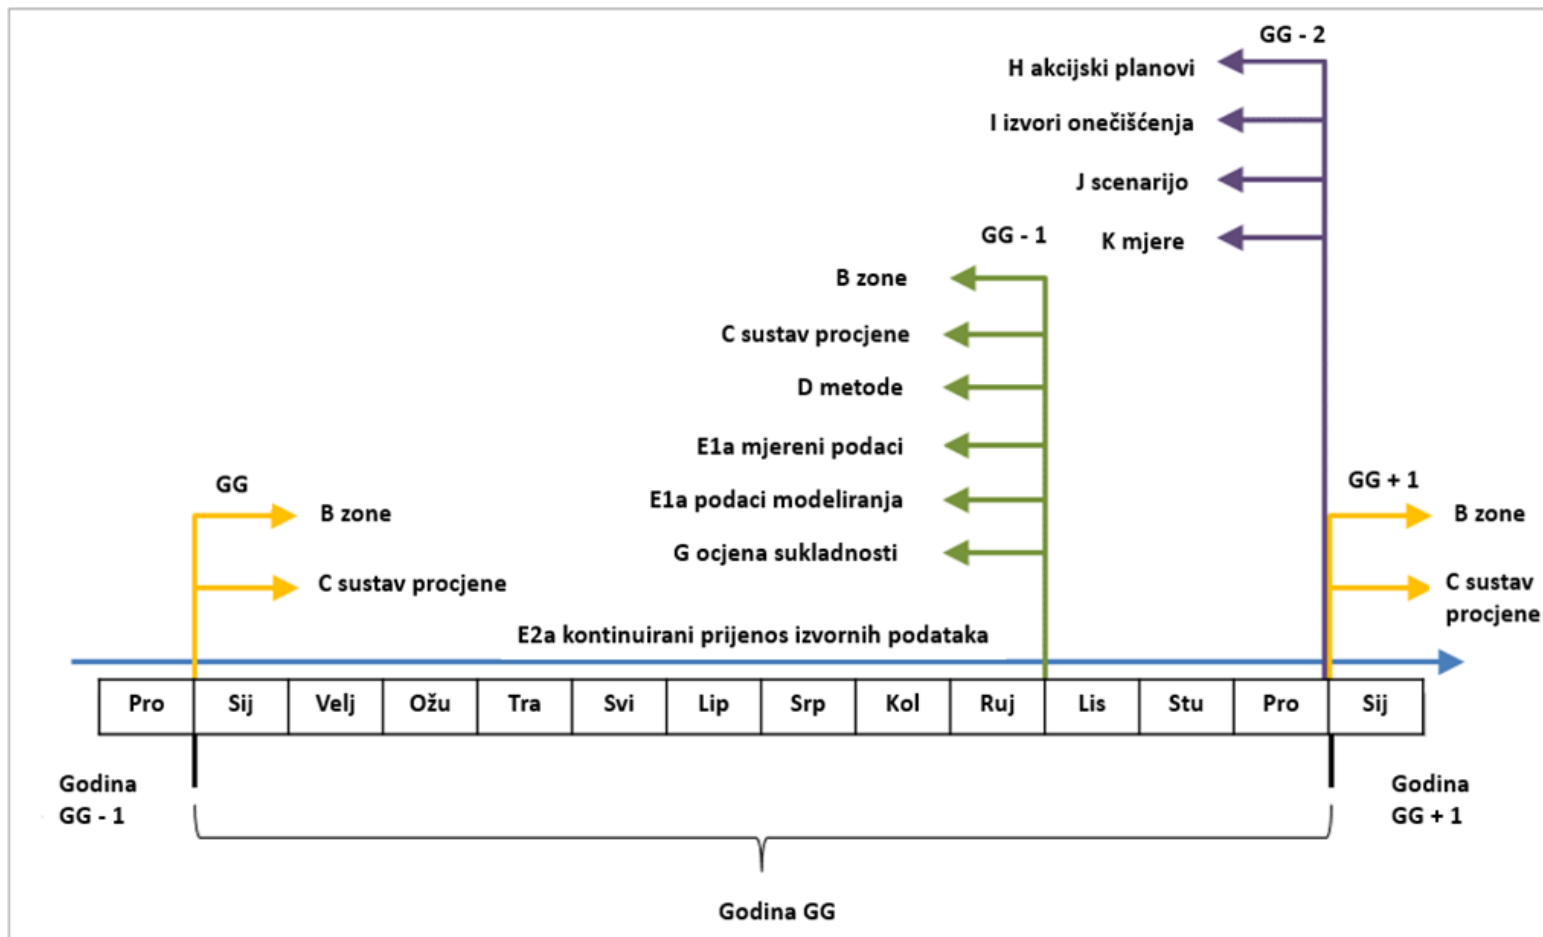 GG - 2
H akcijski planovi
I izvori onečišćenja
J scenarijo
K mjere
GG - 1
B zone
C sustav procjene
D metode
E1a mjereni podaci
E1a podaci modeliranja
G ocjena sukladnosti
GG
B zone
C sustav procjene
GG + 1
B zone
C sustav
procjene
E2a kontinuirani prijenos izvornih podataka
Pro Sij Velj Ožu Tra Svi Lip Srp Kol Ruj Lis Stu Pro Sij
Godina
GG - 1
Godina
GG + 1
Godina GG